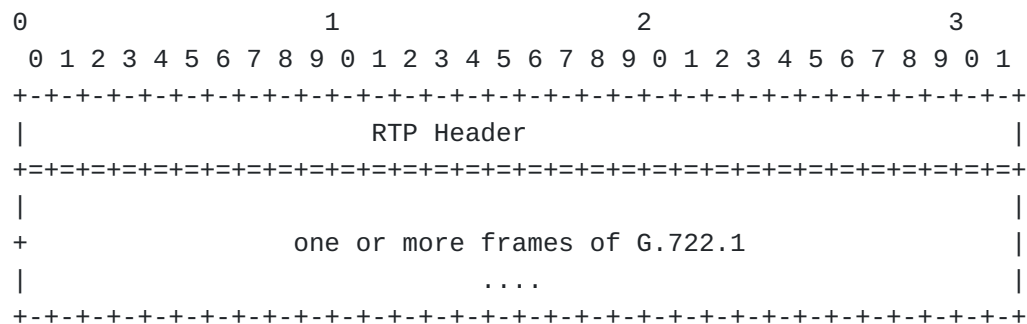 0                   1                   2                   3
 0 1 2 3 4 5 6 7 8 9 0 1 2 3 4 5 6 7 8 9 0 1 2 3 4 5 6 7 8 9 0 1
+-+-+-+-+-+-+-+-+-+-+-+-+-+-+-+-+-+-+-+-+-+-+-+-+-+-+-+-+-+-+-+-+
|                      RTP Header                               |
+=+=+=+=+=+=+=+=+=+=+=+=+=+=+=+=+=+=+=+=+=+=+=+=+=+=+=+=+=+=+=+=+
|                                                               |
+                 one or more frames of G.722.1                 |
|                             ....                              |
+-+-+-+-+-+-+-+-+-+-+-+-+-+-+-+-+-+-+-+-+-+-+-+-+-+-+-+-+-+-+-+-+